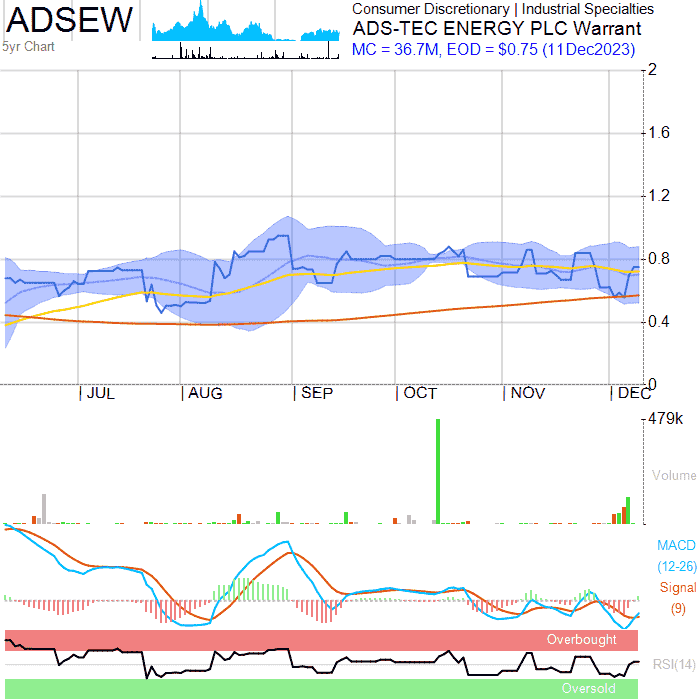 ADSEW
5yr Chart
Consumer Discretionary | Industrial Specialties
ADS-TEC ENERGY PLC Warrant
MC = 36.7M, EOD = $0.75 (11Dec2023)
2
1.6
1.2
0.8
0.4
0
| JUL | AUG | SEP | OCT | NOV | DEC
479k
Volume
MACD
(12-26)
Signal
(9)
Overbought
RSI(14)
Oversold